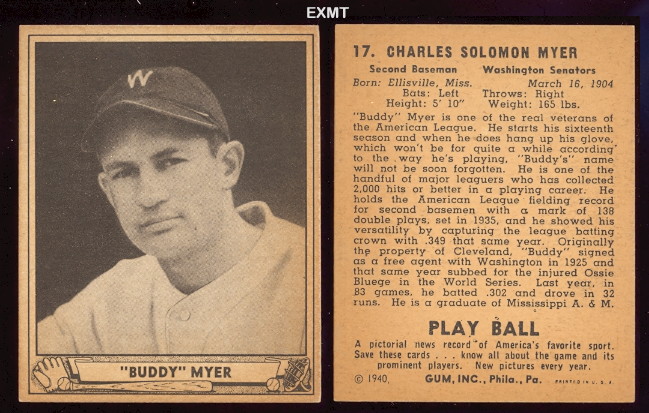 EXMT
W
"BUDDY" MYER
17. CHARLES SOLOMON MYER
Second Baseman Washington Senators
Born: Ellisville, Miss. March 16, 1904
Bats: Left Throws: Right
Height: 5' 10" Weight: 165 lbs.
"Buddy" Myer is one of the real veterans of
the American League. He starts his sixteenth
season and when he does hang up his glove,
which won't be for quite a while according
to the way he's playing, "Buddy's" name
will not be soon forgotten. He is one of the
handful of major leaguers who has collected
2,000 hits or better in a playing career. He
holds the American League fielding record
for second basemen with a mark of 138
double plays, set in 1935, and he showed his
versatility by capturing the league batting
crown with .349 that same year. Originally
the property of Cleveland, "Buddy" signed
as a free agent with Washington in 1925 and
that same year subbed for the injured Ossie
Bluege in the World Series. Last year, in
83 games, he batted .302 and drove in 32
runs. He is a graduate of Mississippi A. & M.
PLAY BALL
A pictorial news record of America's favorite sport.
Save these cards . . . know all about the game and its
prominent players. New pictures every year.
© 1940, GUM, INC., Phila., Pa. PRINTED IN U. S. A.